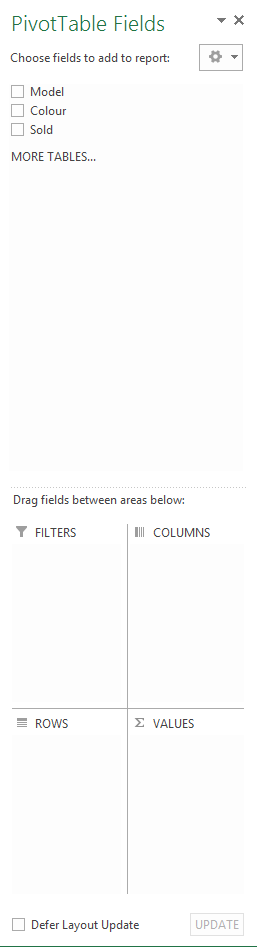 PivotTable Fields
Choose fields to add to report:
Model
Colour
Sold
MORE TABLES...
Drag fields between areas below:
FILTERS
COLUMNS
ROWS
VALUES
Defer Layout Update
UPDATE